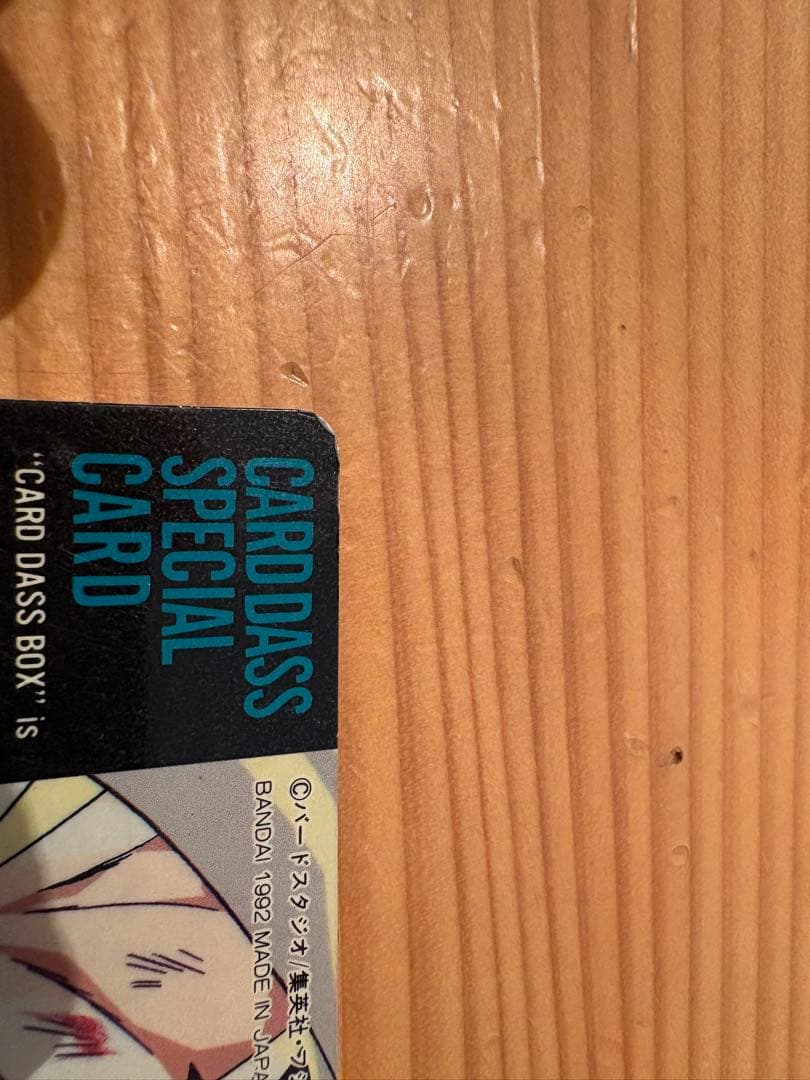 CARD DASS
SPECIAL
CARD
"CARD DASS BOX" is
©バードスタジオ/集英社・フジ
BANDAI 1992 MADE IN JAPA